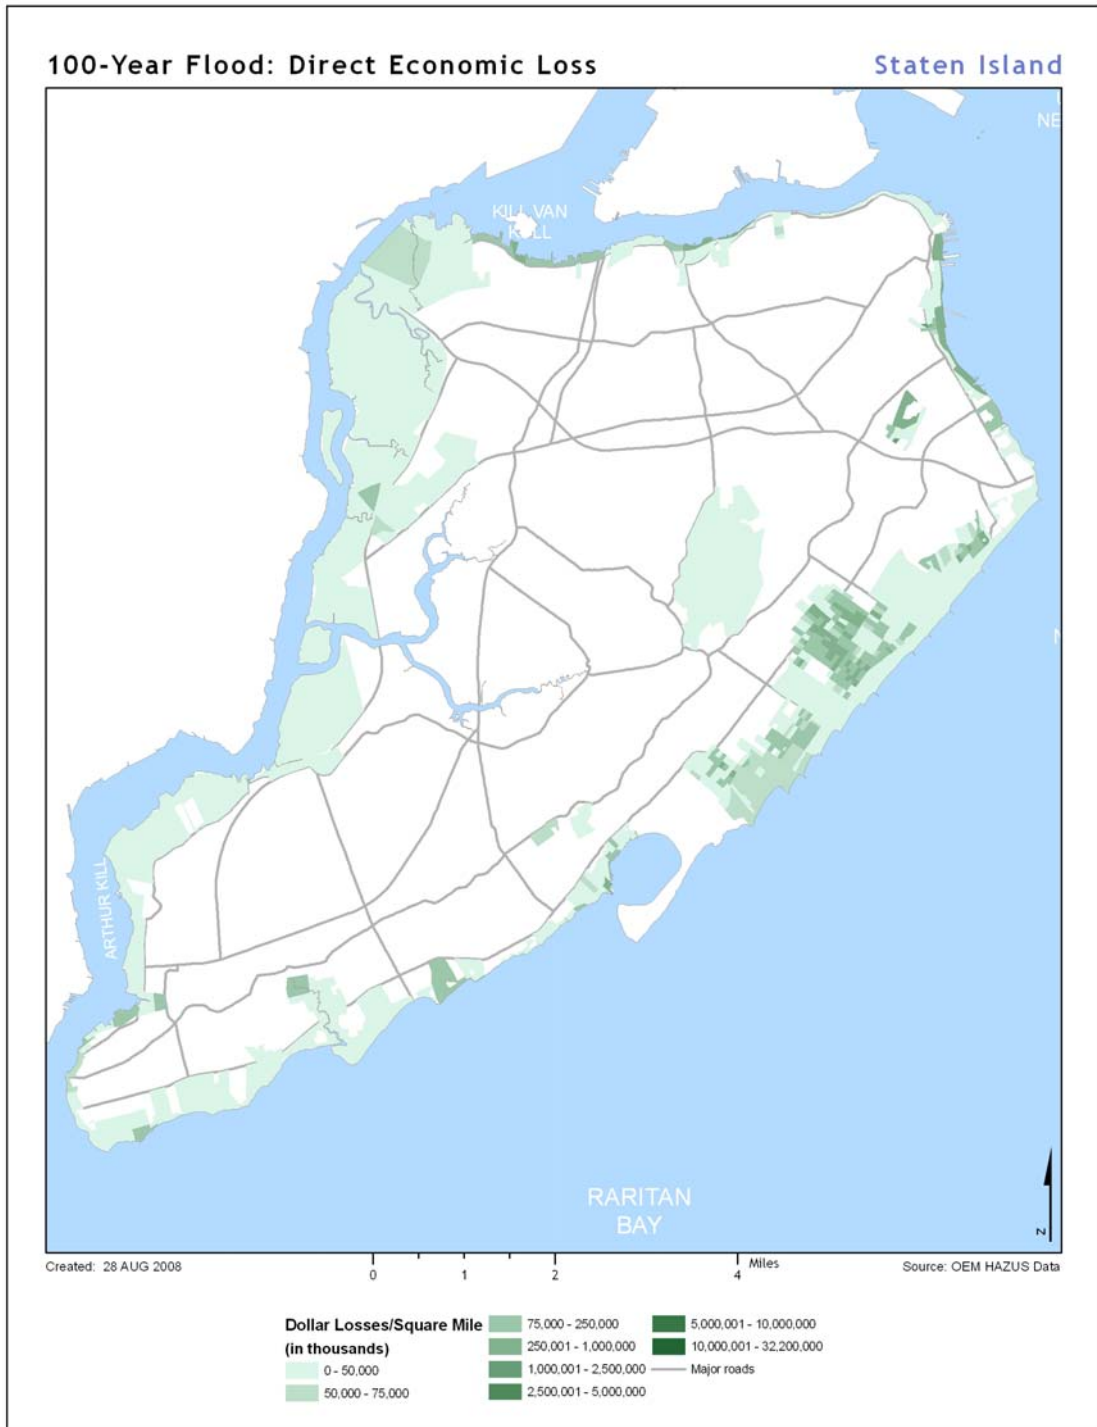 100-Year Flood: Direct Economic Loss
Staten Island
NE
KILL VAN
KULL
N
ARTHUR KILL
RARITAN
BAY
N
Created: 28 AUG 2008
0
1
2
4
Miles
Source: OEM HAZUS Data
Dollar Losses/Square Mile
(in thousands)
0 - 50,000
50,000 - 75,000
75,000 - 250,000
250,001 - 1,000,000
1,000,001 - 2,500,000
2,500,001 - 5,000,000
5,000,001 - 10,000,000
10,000,001 - 32,200,000
Major roads